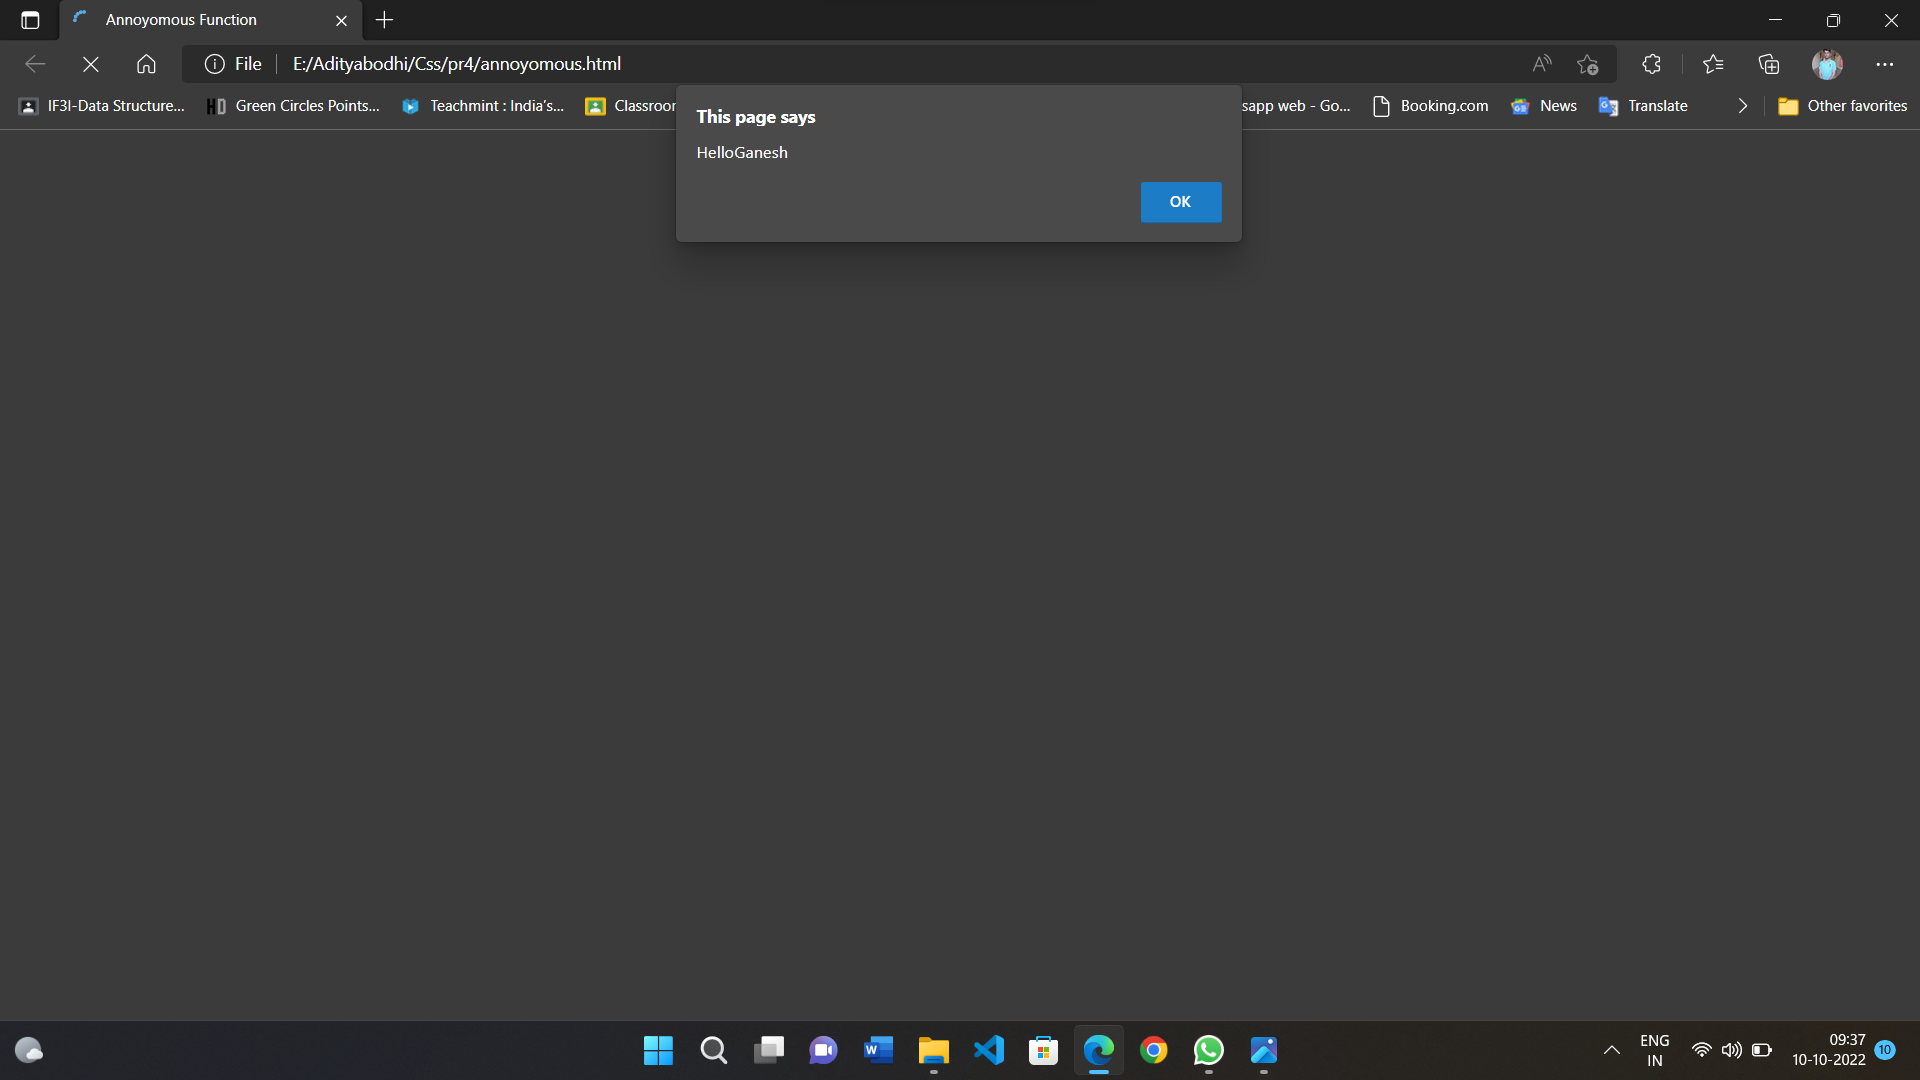 Annoyomous Function
File
E:/Adityabodhi/Css/pr4/annoyomous.html
IF3I-Data Structure...
HD
Green Circles Points...
Teachmint : India's...
Classroor
sapp web - Go...
Booking.com
News
Translate
Other favorites
This page says
HelloGanesh
OK
W
ENG
IN
09:37
10-10-2022
10